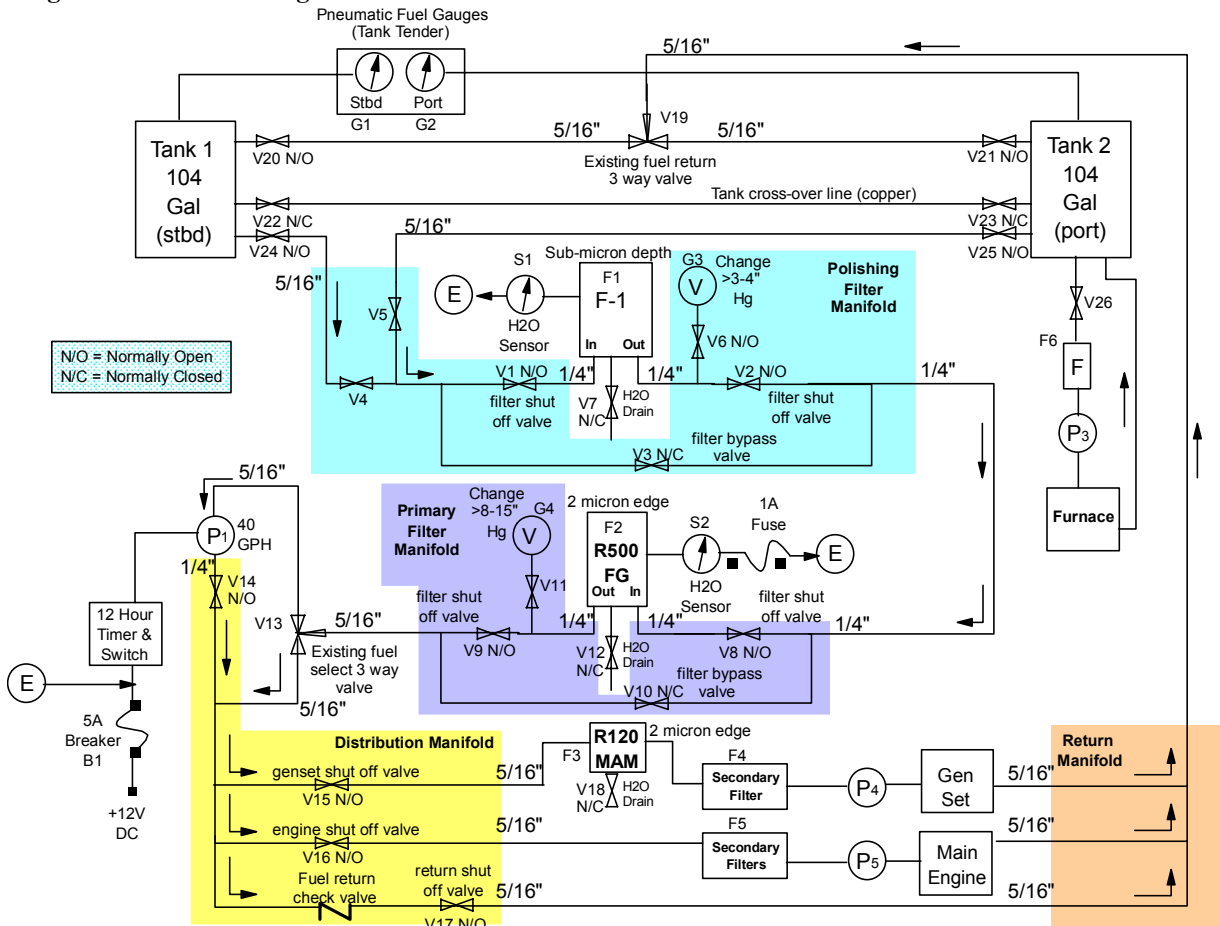 Pneumatic Fuel Gauges
(Tank Tender)
Stbd
Port
G1
G2
5/16"
V19
Tank 1
104
Gal
(stbd)
V20 N/O
5/16"
5/16"
Existing fuel return
3 way valve
V21 N/O
Tank 2
104
Gal
(port)
V22 N/C
Tank cross-over line (copper)
V23 N/C
V24 N/O
5/16"
V25 N/O
5/16"
Sub-micron depth
S1
E
H2O
Sensor
F1
F-1
In
Out
G3
V
Change
>3-4"
Hg
Polishing
Filter
Manifold
V5
V6 N/O
V4
V1 N/O
1/4"
1/4"
V2 N/O
1/4"
filter shut
off valve
V7
N/C
H2O
Drain
filter shut
off valve
filter bypass
valve
V3 N/C
N/O = Normally Open
N/C = Normally Closed
V26
F6
F
P3
Furnace
5/16"
P1
40
GPH
1/4"
V14
N/O
12 Hour
Timer &
Switch
E
5A
Breaker
B1
+12V
DC
V13
5/16"
Existing fuel
select 3 way
valve
5/16"
Primary
Filter
Manifold
Change
>8-15"
Hg
G4
V
V11
filter shut
off valve
V9 N/O
1/4"
2 micron edge
F2
R500
FG
Out
In
S2
H2O
Sensor
1A
Fuse
E
filter shut
off valve
1/4"
V8 N/O
1/4"
V12
N/C
H2O
Drain
filter bypass
valve
V10 N/C
Distribution Manifold
genset shut off valve
V15 N/O
5/16"
F3
R120
MAM
2 micron edge
V18
N/C
H2O
Drain
F4
Secondary
Filter
P4
Gen
Set
5/16"
Return
Manifold
engine shut off valve
V16 N/O
5/16"
F5
Secondary
Filters
P5
Main
Engine
5/16"
Fuel return
check valve
return shut
off valve
V17 N/O
5/16"
5/16"